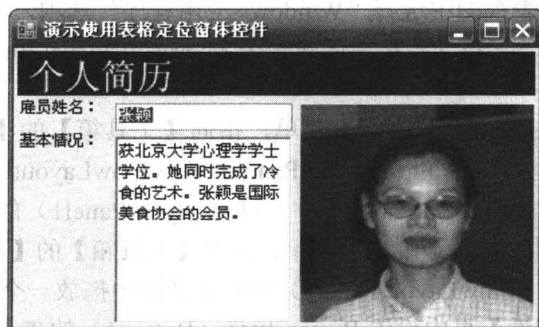 演示使用表格定位窗体控件
个人简历
雇员姓名：
张颖
基本情况：
获北京大学心理学学士
学位。她同时完成了冷
食的艺术。张颖是国际
美食协会的会员。